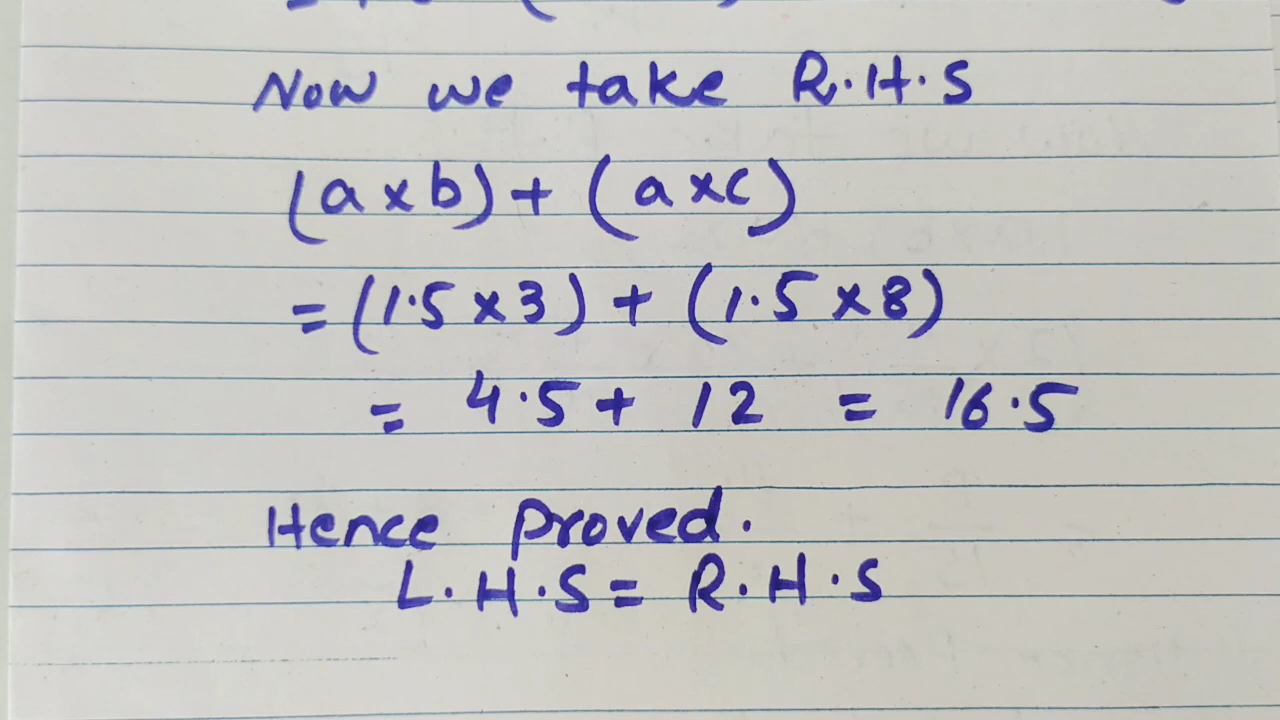 Now we take R.H.S
(a×b)+(a×c)
=(1.5×3)+(1.5×8)
= 4.5+ 12 = 16.5
Hence proved.
L.H.S= R.H.S